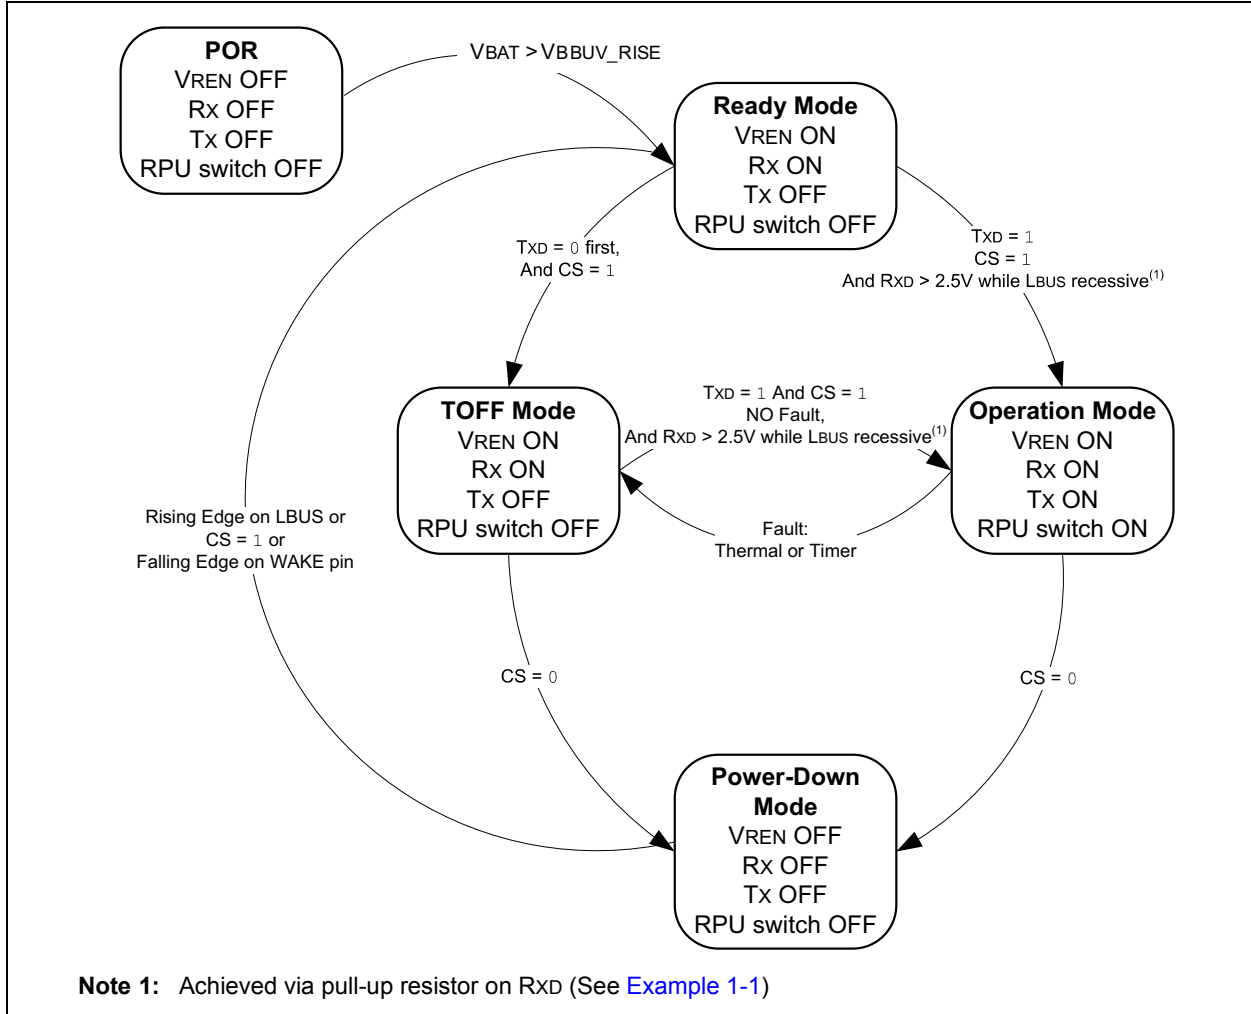 POR
VREN OFF
RX OFF
TX OFF
RPU switch OFF
VBAT > VBBUV_RISE
Ready Mode
VREN ON
RX ON
TX OFF
RPU switch OFF
TXD = 0 first,
And CS = 1
TXD = 1
CS = 1
And RXD > 2.5V while LBUS recessive(1)
TOFF Mode
VREN ON
RX ON
TX OFF
RPU switch OFF
TXD = 1 And CS = 1
NO Fault,
And RXD > 2.5V while LBUS recessive(1)
Operation Mode
VREN ON
RX ON
TX ON
RPU switch ON
Fault:
Thermal or Timer
Rising Edge on LBUS or
CS = 1 or
Falling Edge on WAKE pin
CS = 0
CS = 0
Power-Down
Mode
VREN OFF
RX OFF
TX OFF
RPU switch OFF
Note 1: Achieved via pull-up resistor on RXD (See Example 1-1)